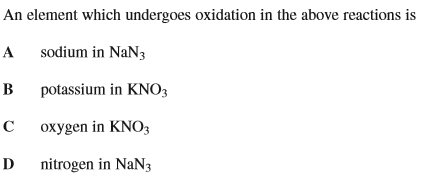 An element which undergoes oxidation in the above reactions is
A sodium in NaN₃
B potassium in KNO₃
C oxygen in KNO₃
D nitrogen in NaN₃